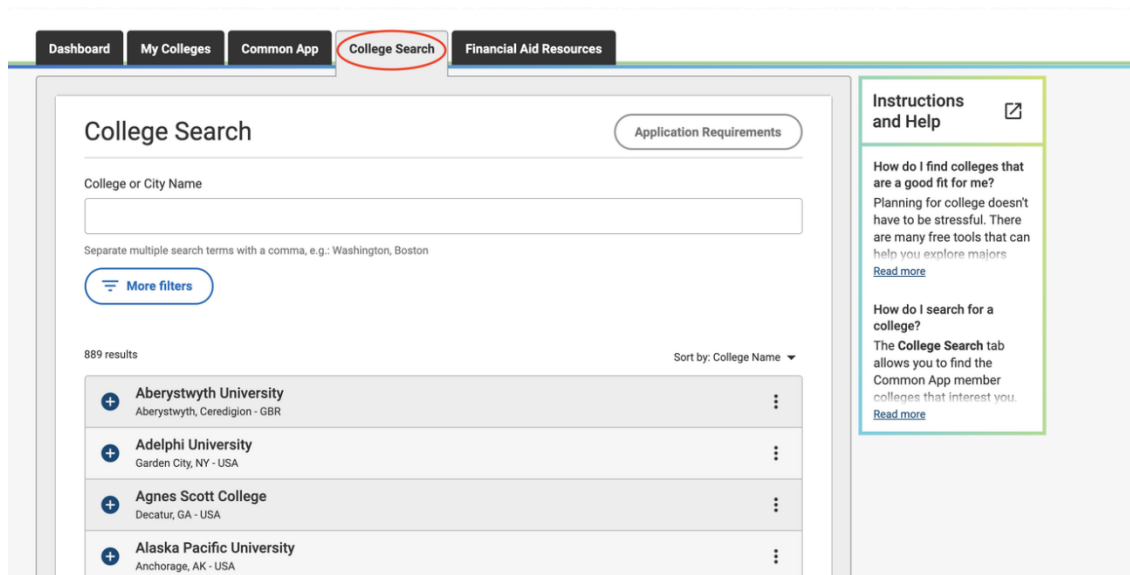 Dashboard
My Colleges
Common App
College Search
Financial Aid Resources
College Search
Application Requirements
College or City Name
Separate multiple search terms with a comma, e.g.: Washington, Boston
More filters
889 results
Sort by: College Name
Aberystwyth University
Aberystwyth, Ceredigion - GBR
Adelphi University
Garden City, NY - USA
Agnes Scott College
Decatur, GA - USA
Alaska Pacific University
Anchorage, AK - USA
Instructions
and Help
How do I find colleges that
are a good fit for me?
Planning for college doesn't
have to be stressful. There
are many free tools that can
help you explore majors
Read more
How do I search for a
college?
The College Search tab
allows you to find the
Common App member
colleges that interest you.
Read more